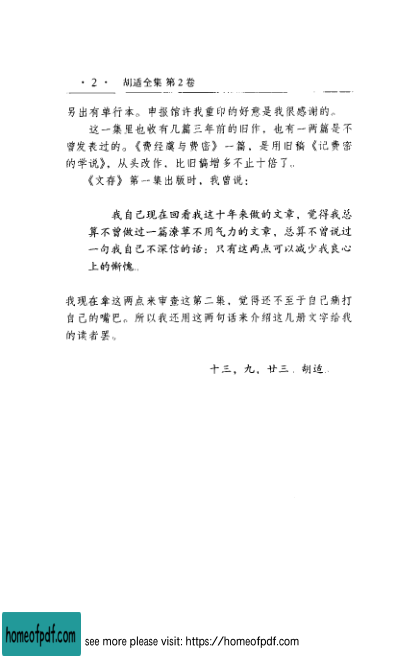 · 2 · 胡适全集 第2卷
另出有单行本。申报馆许我重印的好意是我很感谢的。
这一集里也收有几篇三年前的旧作，也有一两篇是不
曾发表过的。《费经虞与费密》一篇，是用旧稿《记费密
的学说》，从头改作，比旧稿增多不止十倍了。
《文存》第一集出版时，我曾说：
我自己现在回看我这十年来做的文章，觉得我总
算不曾做过一篇潦草不用气力的文章，总算不曾说过
一句我自己不深信的话：只有这两点可以减少我良心
上的惭愧。
我现在拿这两点来审查这第二集，觉得还不至于自己痛打
自己的嘴巴。所以我还用这两句话来介绍这几册文字给我
的读者罢。
十三，九，廿三．胡适．
homeofpdf.com
see more please visit: https://homeofpdf.com